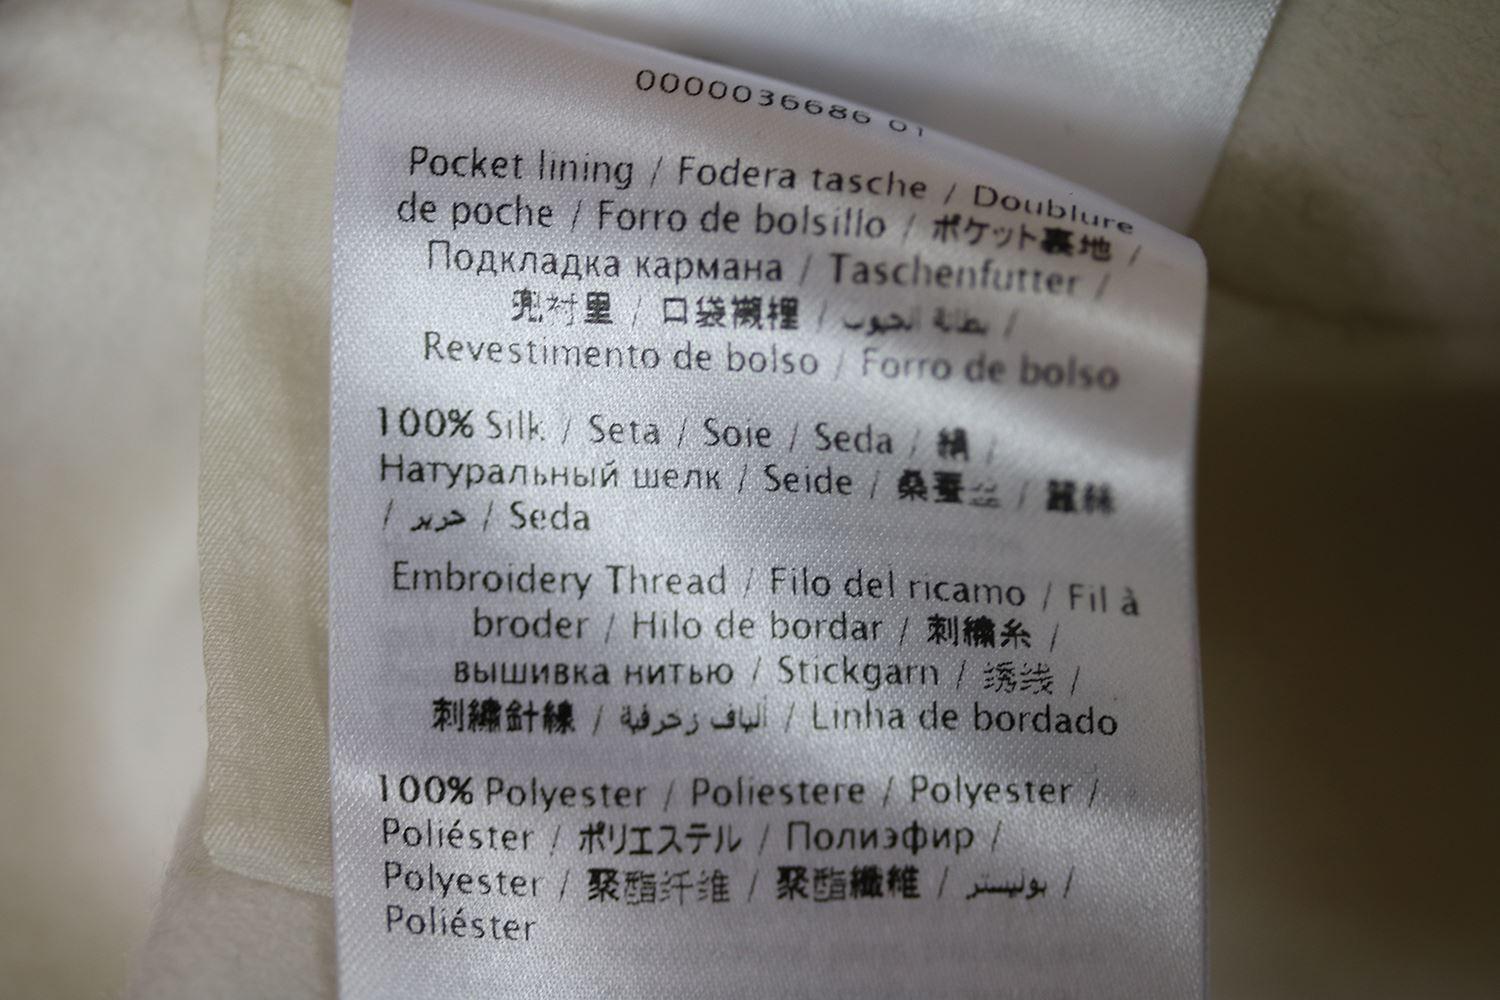 0000036686 01
Pocket lining / Fodera tasche / Doublure
de poche / Forro de bolsillo / ポケット裏地 /
Подкладка кармана / Taschenfutter /
兜衬里 / 口袋襯裡 / بطانة الجيوب /
Revestimento de bolso / Forro de bolso
100% Silk / Seta / Soie / Seda / 絹 /
Натуральный шелк / Seide / 桑蚕丝 / 蠶絲
/ حرير / Seda
Embroidery Thread / Filo del ricamo / Fil à
broder / Hilo de bordar / 刺繍糸 /
вышивка нитью / Stickgarn / 绣线 /
刺繡針線 / ألياف زخرفية / Linha de bordado
100% Polyester / Poliestere / Polyester /
Poliéster / ポリエステル / Полиэфир /
Polyester / 聚酯纤维 / 聚酯纖維 / بوليستر /
Poliéster